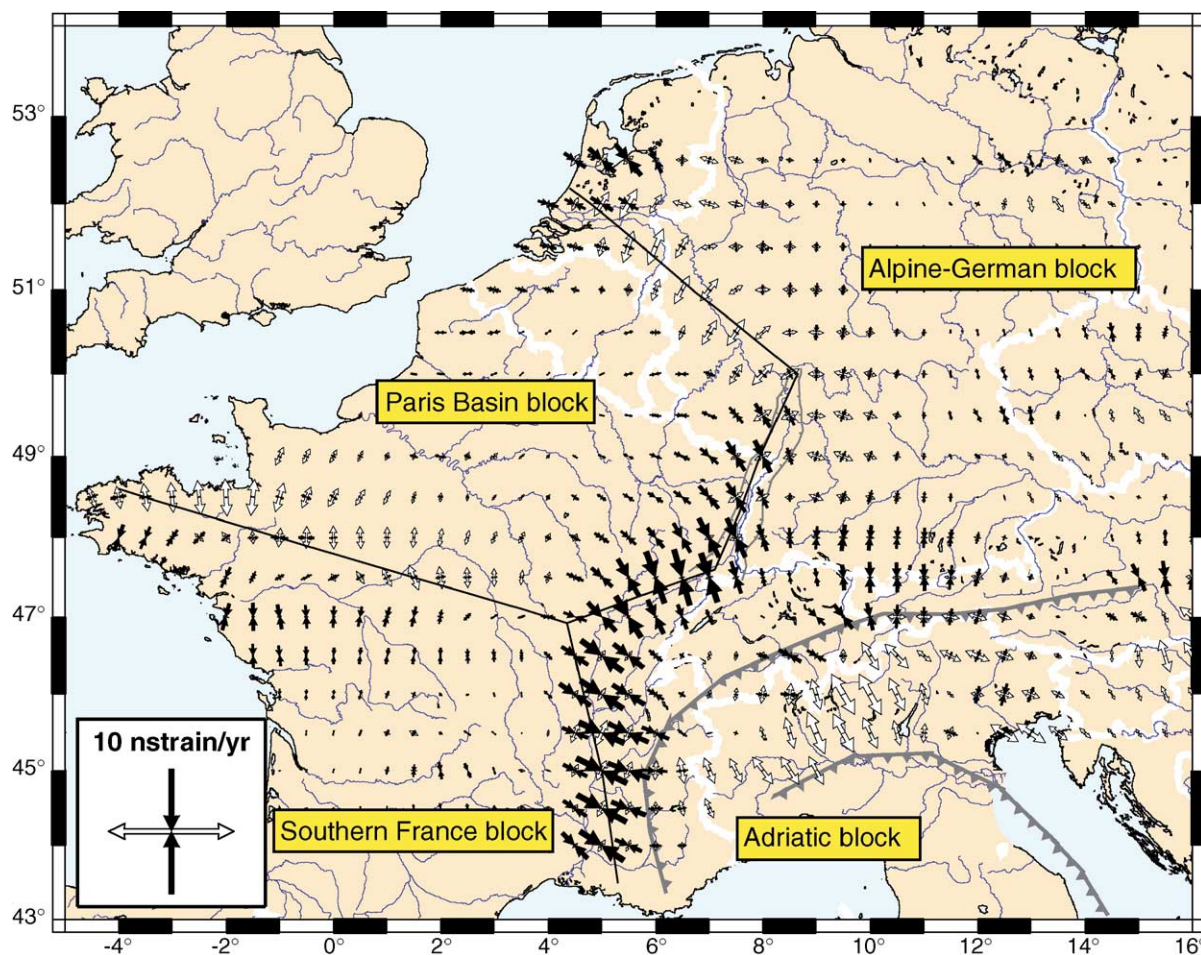 53°
51°
Alpine-German block
Paris Basin block
49°
47°
10 nstrain/yr
45°
Southern France block
Adriatic block
43°
-4° -2° 0° 2° 4° 6° 8° 10° 12° 14° 16°